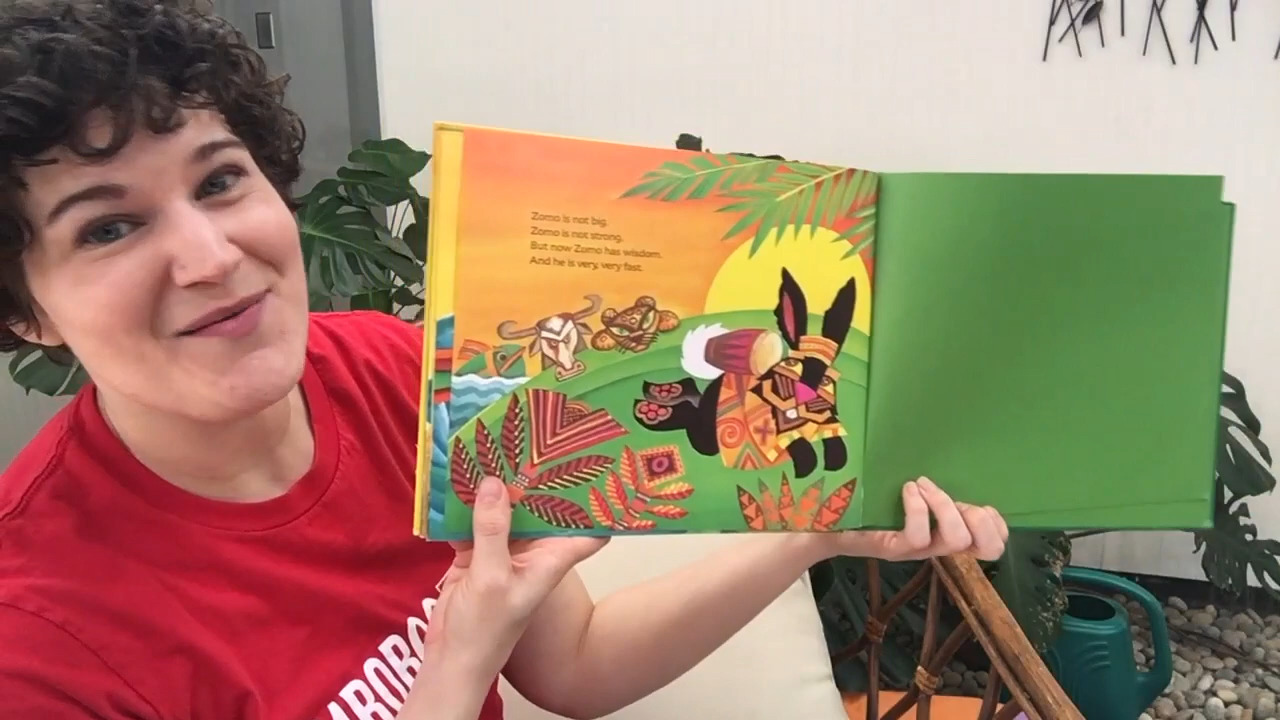 Zomo is not big.
Zomo is not strong.
But now Zomo has wisdom.
And he is very, very fast.